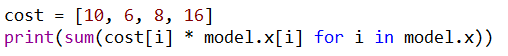 cost = [10, 6, 8, 16]
print(sum(cost[i] * model.x[i] for i in model.x))